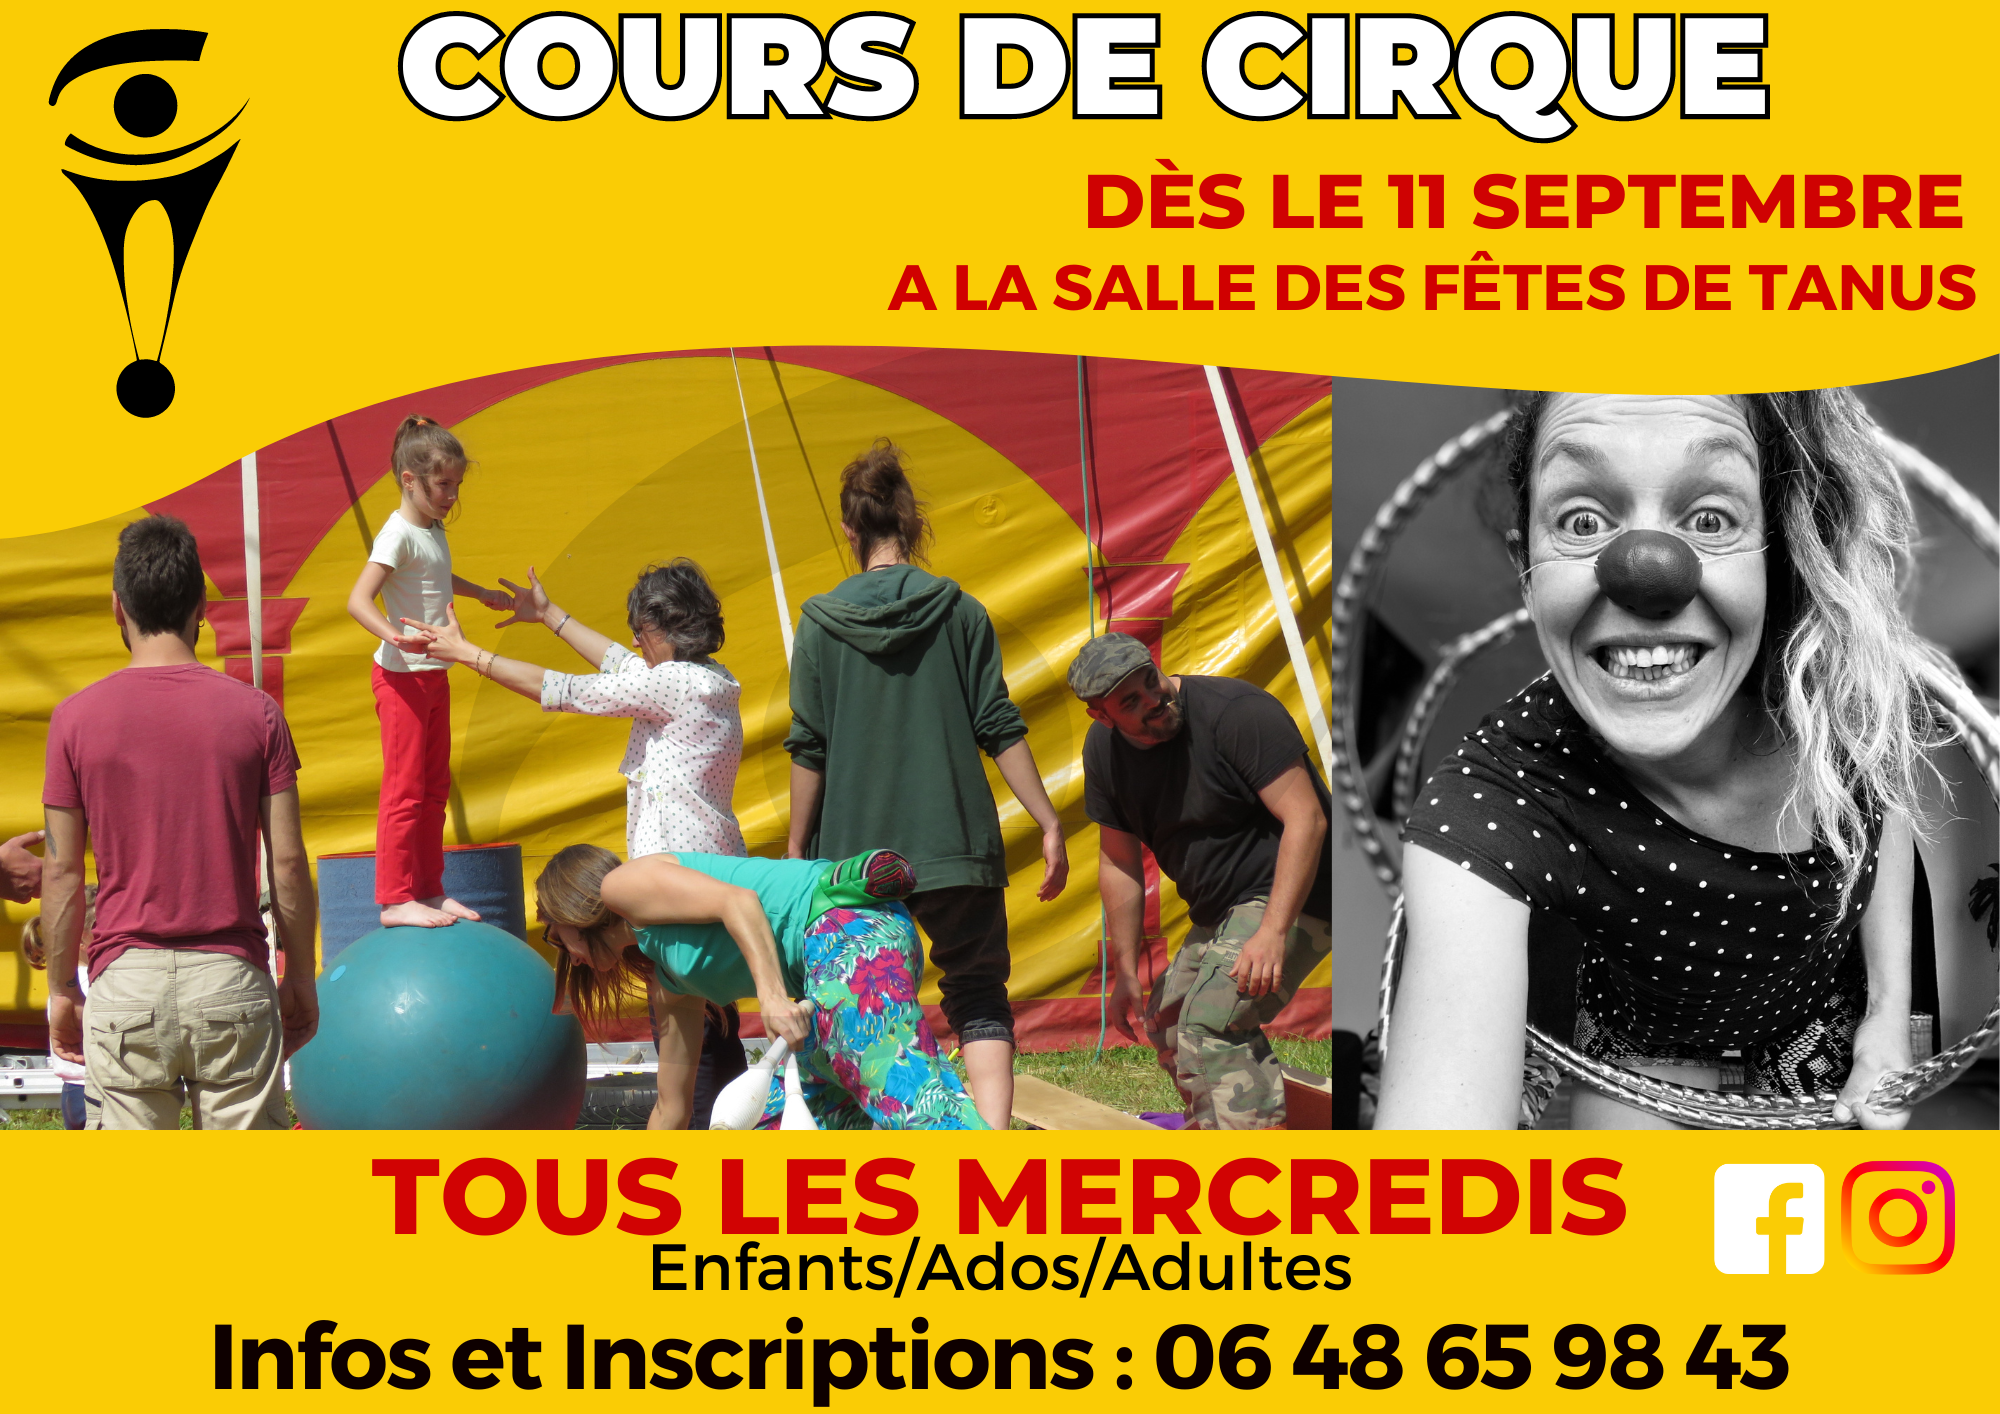 COURS DE CIRQUE
DÈS LE 11 SEPTEMBRE
A LA SALLE DES FÊTES DE TANUS
TOUS LES MERCREDIS
Enfants/Ados/Adultes
Infos et Inscriptions : 06 48 65 98 43